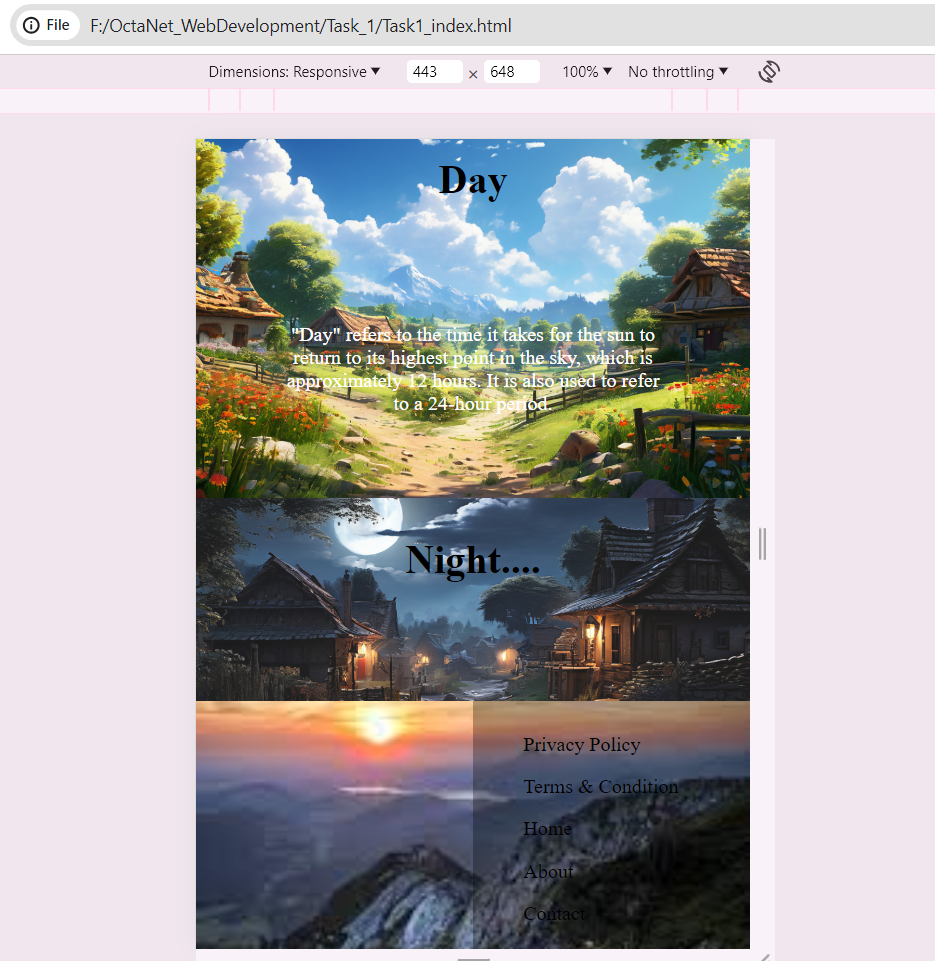 File F:/OctaNet_WebDevelopment/Task_1/Task1_index.html
Dimensions: Responsive ▼ 443 × 648 100% ▼ No throttling ▼
Day
"Day" refers to the time it takes for the sun to
return to its highest point in the sky, which is
approximately 12 hours. It is also used to refer
to a 24-hour period.
Night....
Privacy Policy
Terms & Condition
Home
About
Contact